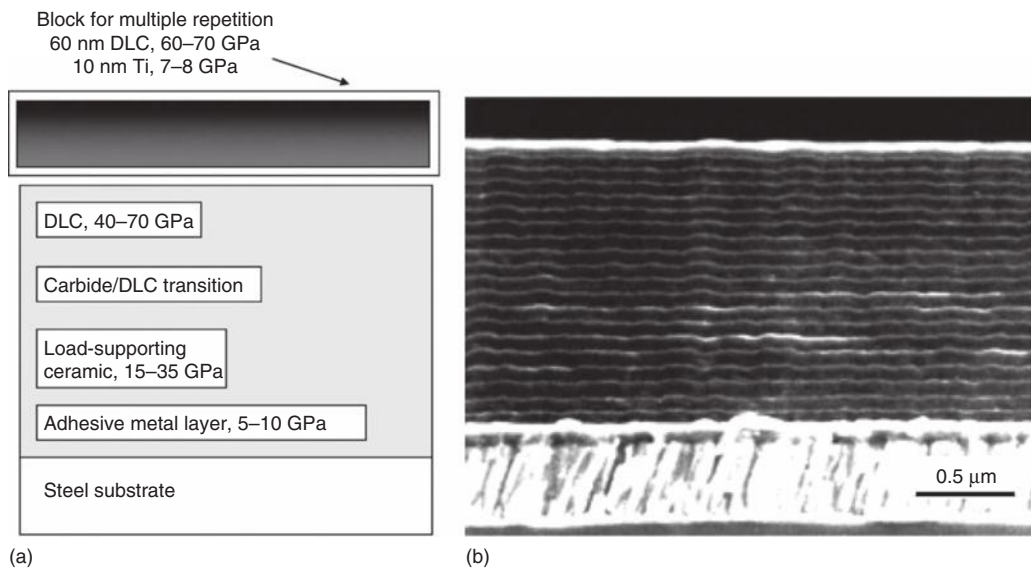 Block for multiple repetition
60 nm DLC, 60–70 GPa
10 nm Ti, 7–8 GPa
DLC, 40–70 GPa
Carbide/DLC transition
Load-supporting
ceramic, 15–35 GPa
Adhesive metal layer, 5–10 GPa
Steel substrate
(a)
0.5 μm
(b)